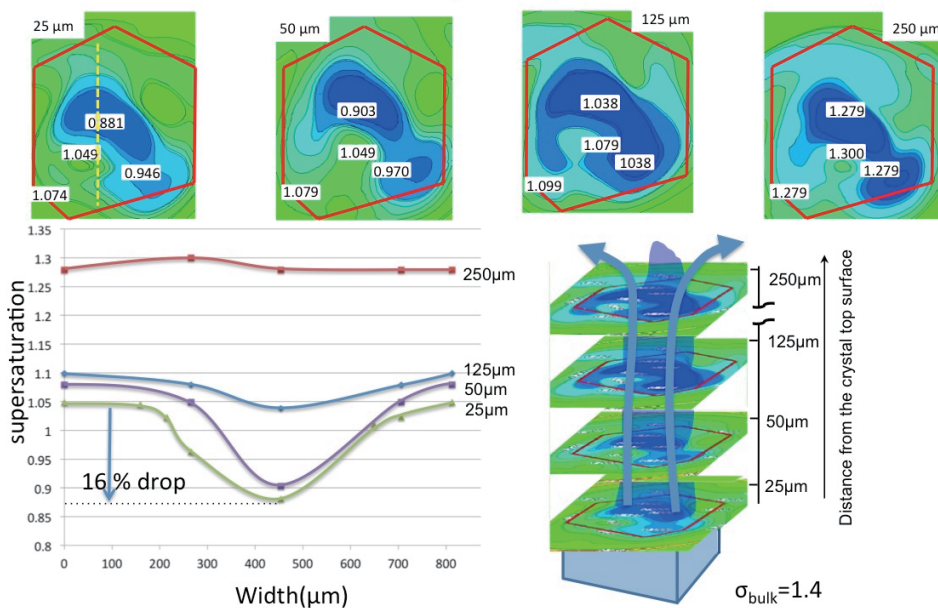 25 µm
50 µm
125 µm
250 µm
0.881
1.049
0.946
1.074
0.903
1.049
0.970
1.079
1.038
1.079
1038
1.099
1.279
1.300
1.279
1.279
supersaturation
1.35
1.3
1.25
1.2
1.15
1.1
1.05
1
0.95
0.9
0.85
0.8
0
100
200
300
400
500
600
700
800
Width(µm)
250µm
125µm
50µm
25µm
16 % drop
250µm
125µm
50µm
25µm
Distance from the crystal top surface
σbulk=1.4